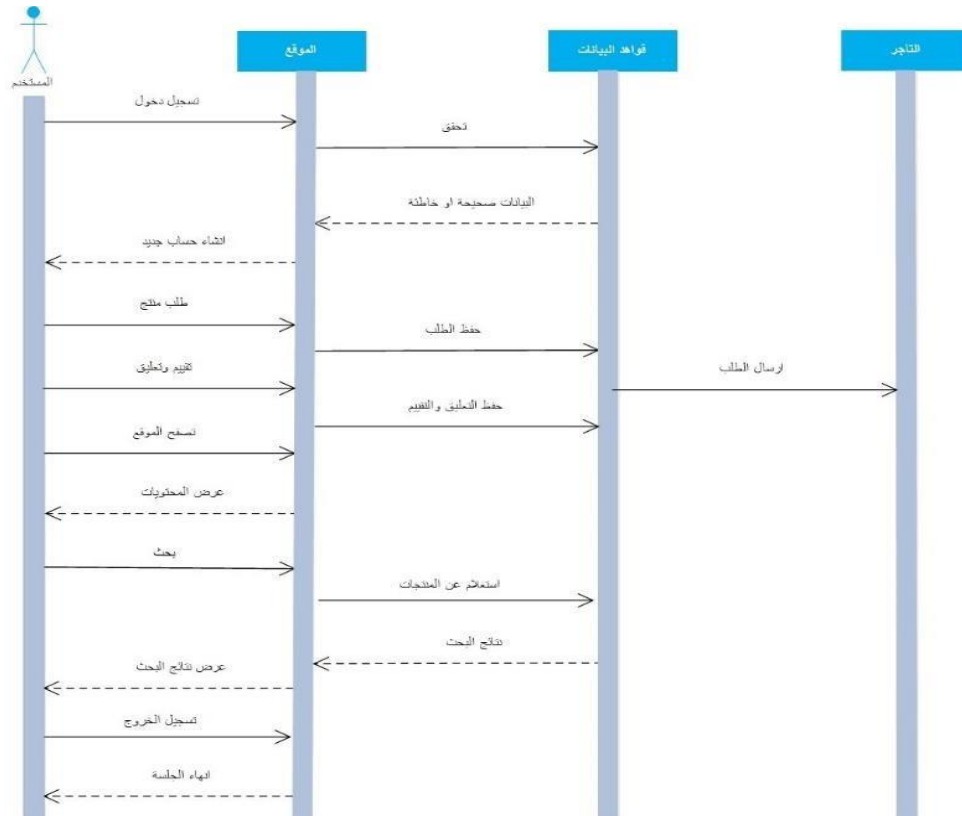 الموقع
قواهد البيانات
التاجر
المستخدم
تسجيل دخول
تحقق
البيانات صحيحة او خاطئة
انشاء حساب جديد
طلب منتج
حفظ الطلب
تقييم وتعليق
ارسال الطلب
حفظ التعليق والتقييم
تصفح الموقع
عرض المحتويات
بحث
استعلام عن المنتجات
نتائج البحث
عرض نتائج البحث
تسجيل الخروج
انهاء الجلسة